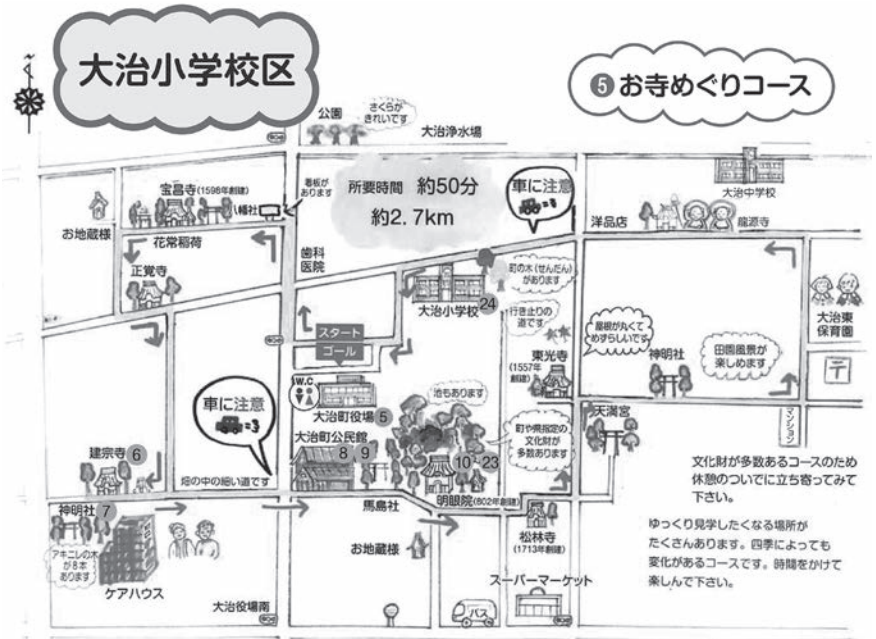 大治小学校区
❺ お寺めぐりコース
公園
さくらが
きれいです
大治浄水場
宝昌寺(1598年創建)
八幡社
看板が
あります
お地蔵様
花常稲荷
正覚寺
歯科
医院
所要時間 約50分
約2.7km
車に注意
大治中学校
洋品店
龍源寺
大治小学校 24
町の木(せんだん)
があります
行き止りの
道です
東光寺
(1557年
創建)
屋根が丸くて
めずらしいです
神明社
田園風景が
楽しめます
大治東
保育園
〒
スタート
ゴール
W.C
大治町役場 5
車に注意
畑の中の細い道です
大治町公民館
8 9
馬島社
池もあります
10~23
明眼院(802年創建)
町や県指定の
文化財が
多数あります
天満宮
マンション
建宗寺 6
神明社 7
アキニレの木
が8本
あります
ケアハウス
お地蔵様
松林寺
(1713年創建)
スーパーマーケット
バス
大治役場南
文化財が多数あるコースのため
休憩のついでに立ち寄ってみて
下さい。
ゆっくり見学したくなる場所が
たくさんあります。四季によっても
変化があるコースです。時間をかけて
楽しんで下さい。